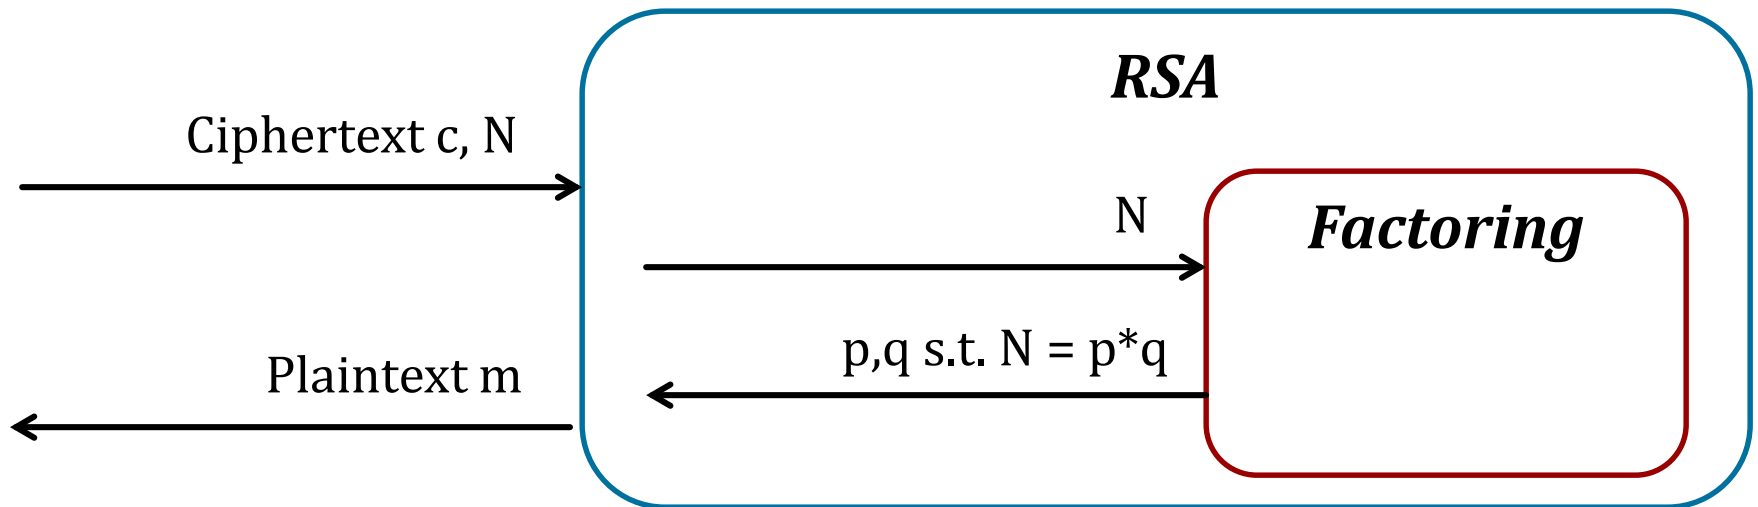 RSA
Ciphertext c, N
N
Factoring
p,q s.t. N = p*q
Plaintext m